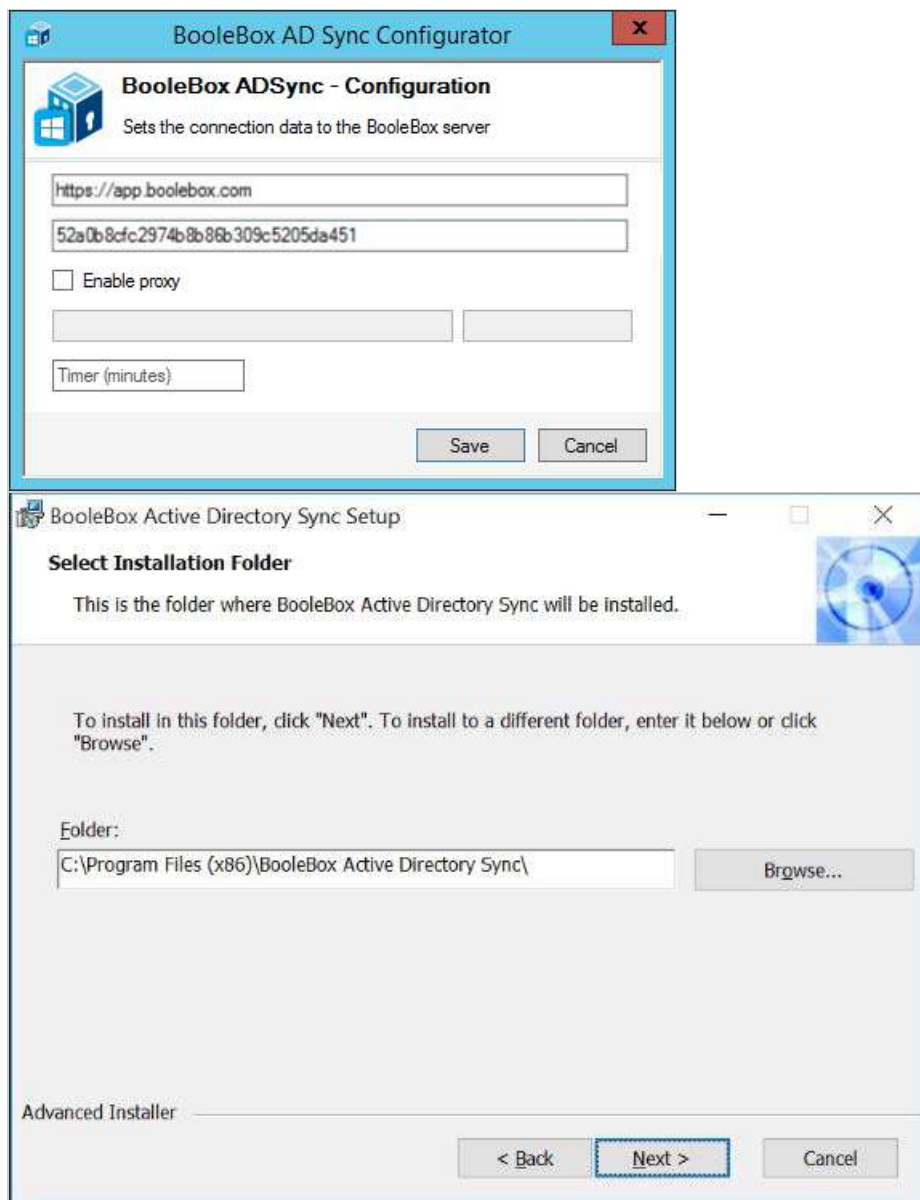 BooleBox AD Sync Configurator
x
BooleBox ADSync - Configuration
Sets the connection data to the BooleBox server
https://app.boolebox.com
52a0b8cfc2974b8b86b309c5205da451
Enable proxy
Timer (minutes)
Save Cancel
BooleBox Active Directory Sync Setup
Select Installation Folder
This is the folder where BooleBox Active Directory Sync will be installed.
To install in this folder, click "Next". To install to a different folder, enter it below or click
"Browse".
Folder:
C:\Program Files (x86)\BooleBox Active Directory Sync\
Browse...
Advanced Installer
< Back Next > Cancel